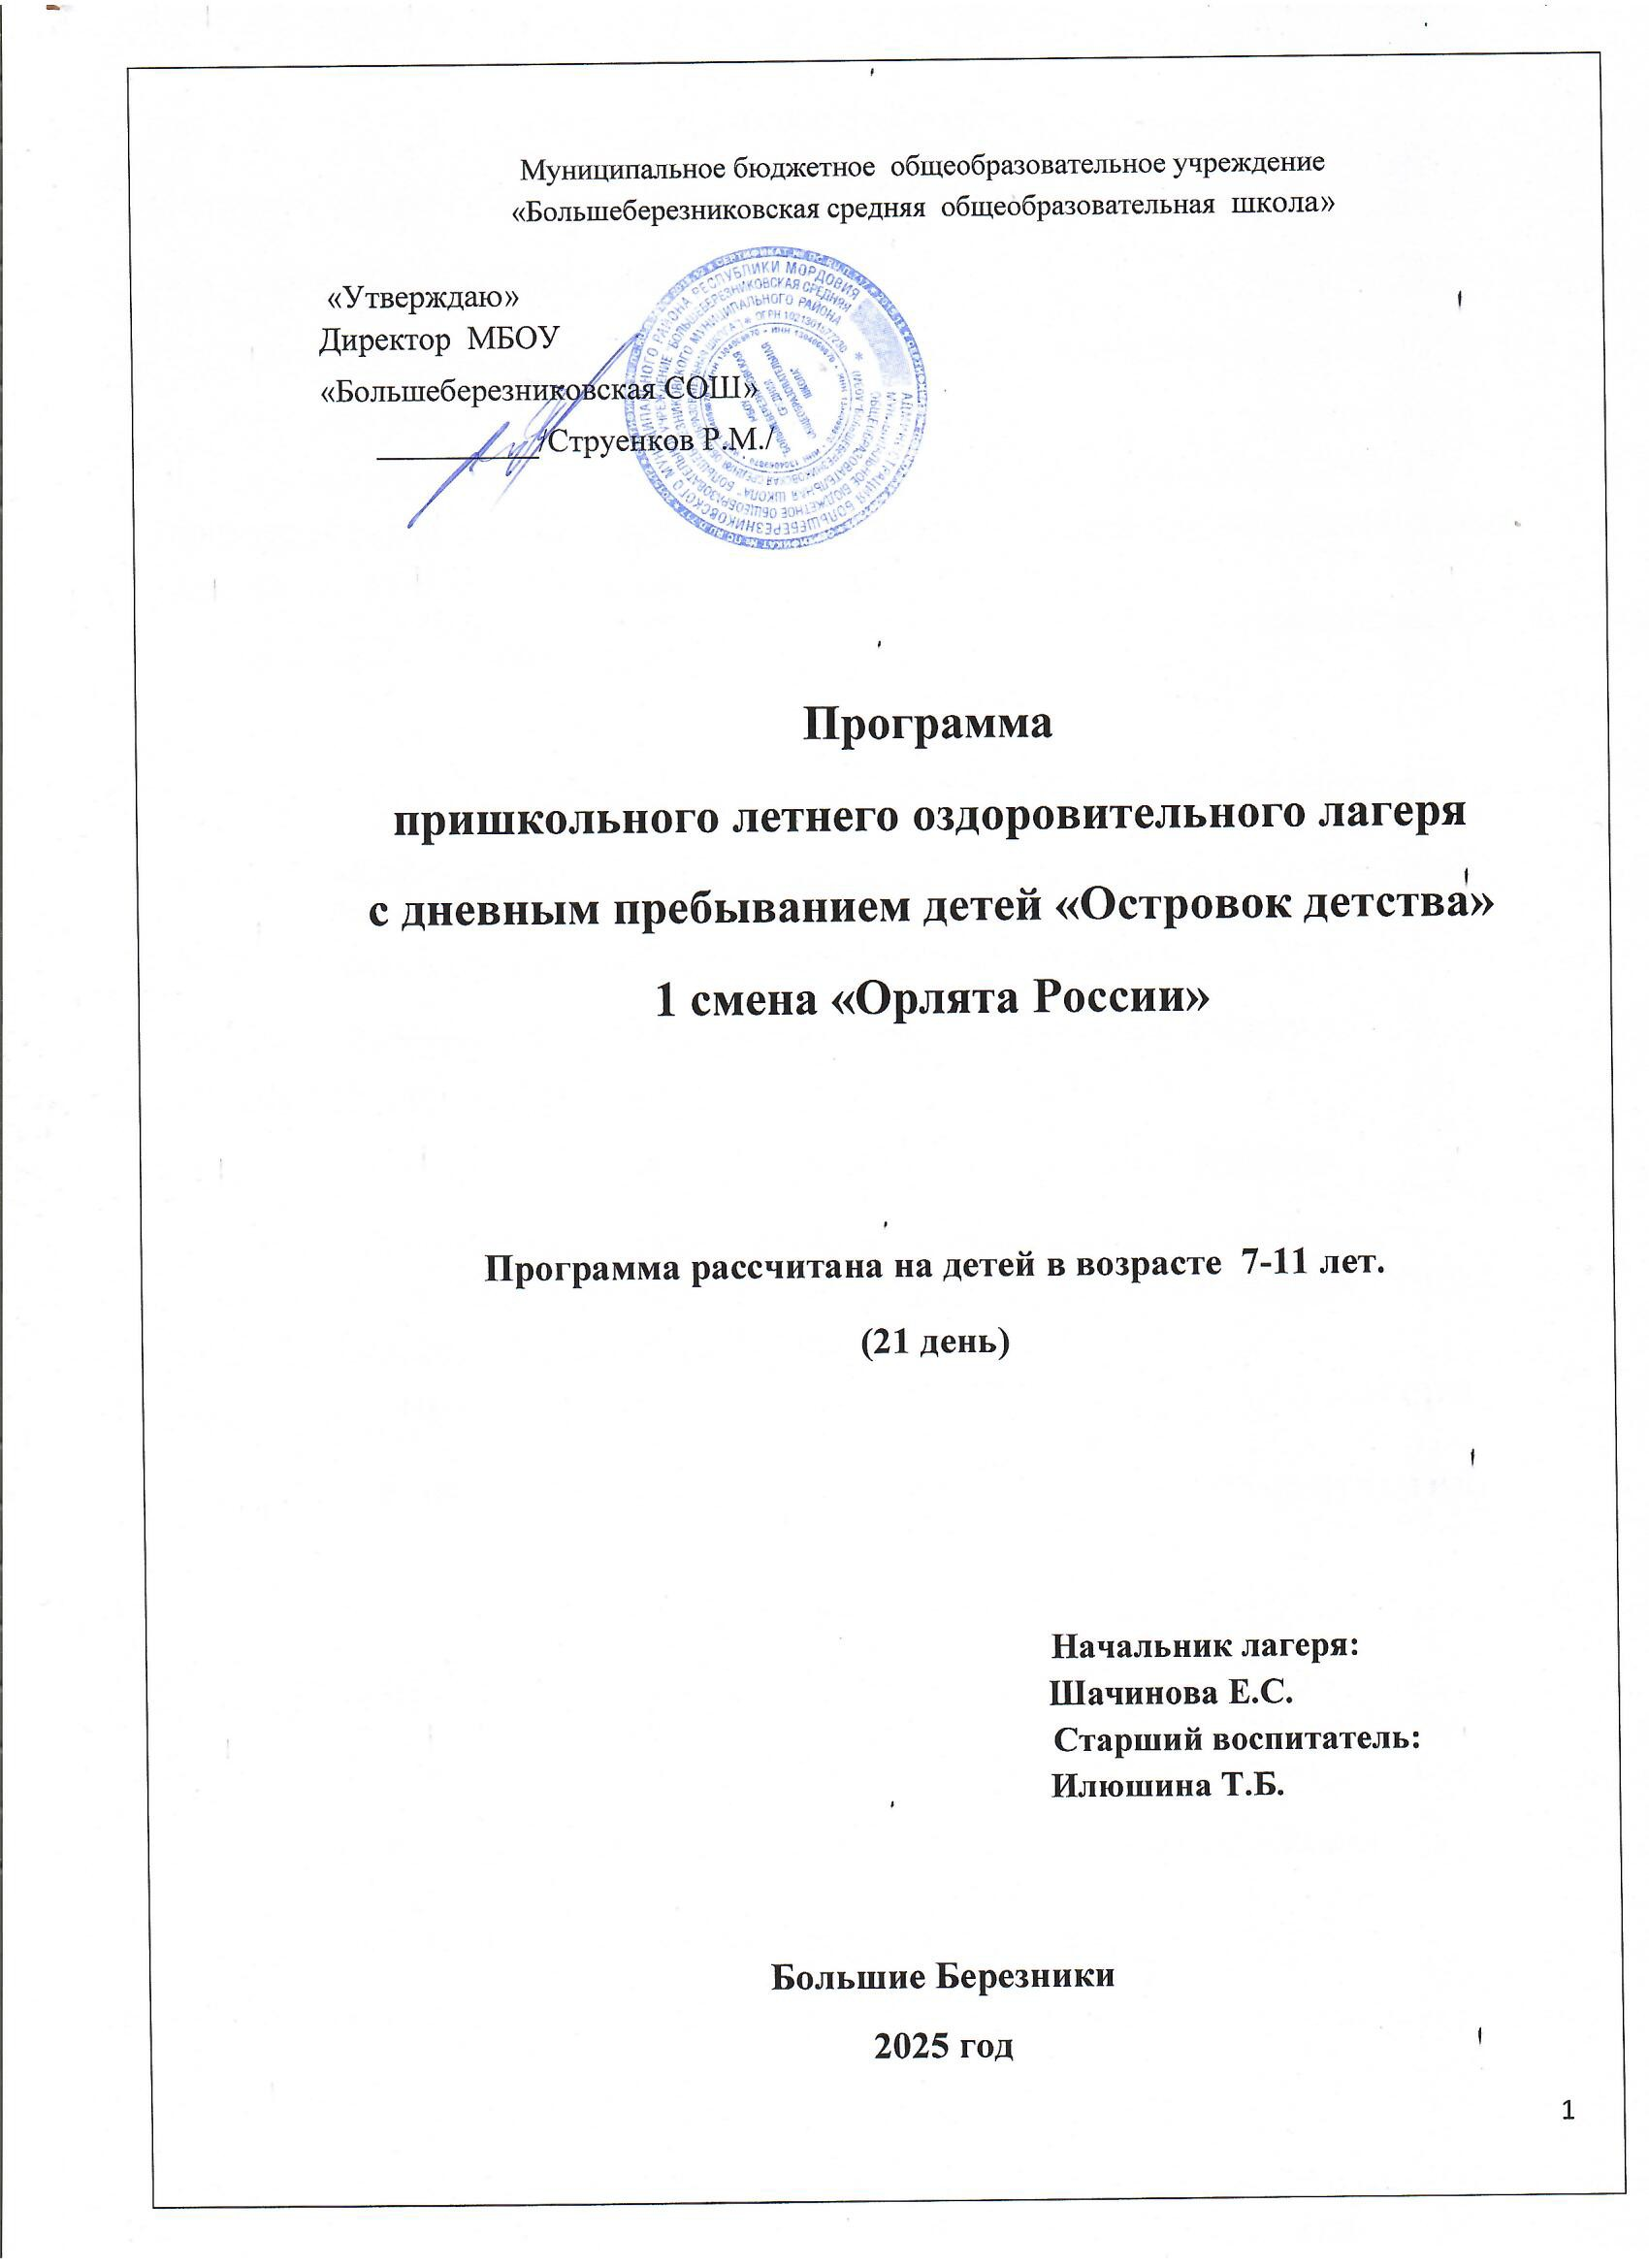 Муниципальное бюджетное общеобразовательное учреждение
«Большеберезниковская средняя общеобразовательная школа»
«Утверждаю»
Директор МБОУ
«Большеберезниковская СОШ»
/Струенков Р.М./
РЕСПУБЛИКИ МОРДОВИЯ
Программа
пришкольного летнего оздоровительного лагеря
с дневным пребыванием детей «Островок детства»
1 смена «Орлята России»
Программа рассчитана на детей в возрасте 7-11 лет.
(21 день)
Начальник лагеря:
Шачинова Е.С.
Старший воспитатель:
Илюшина Т.Б.
Большие Березники
2025 год
1